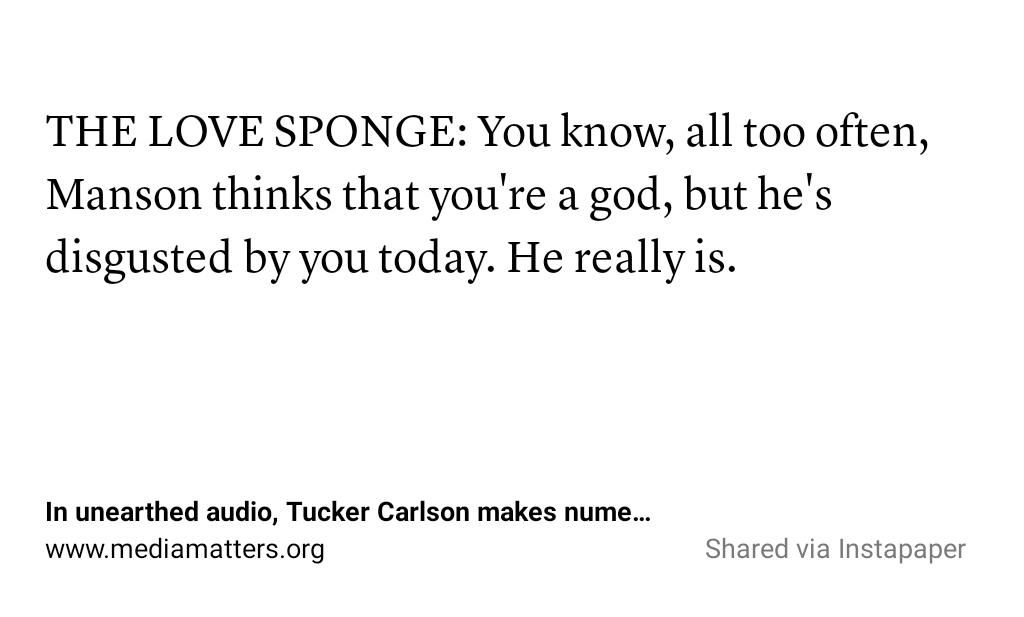 THE LOVE SPONGE: You know, all too often,
Manson thinks that you're a god, but he's
disgusted by you today. He really is.
In unearthed audio, Tucker Carlson makes nume…
www.mediamatters.org
Shared via Instapaper